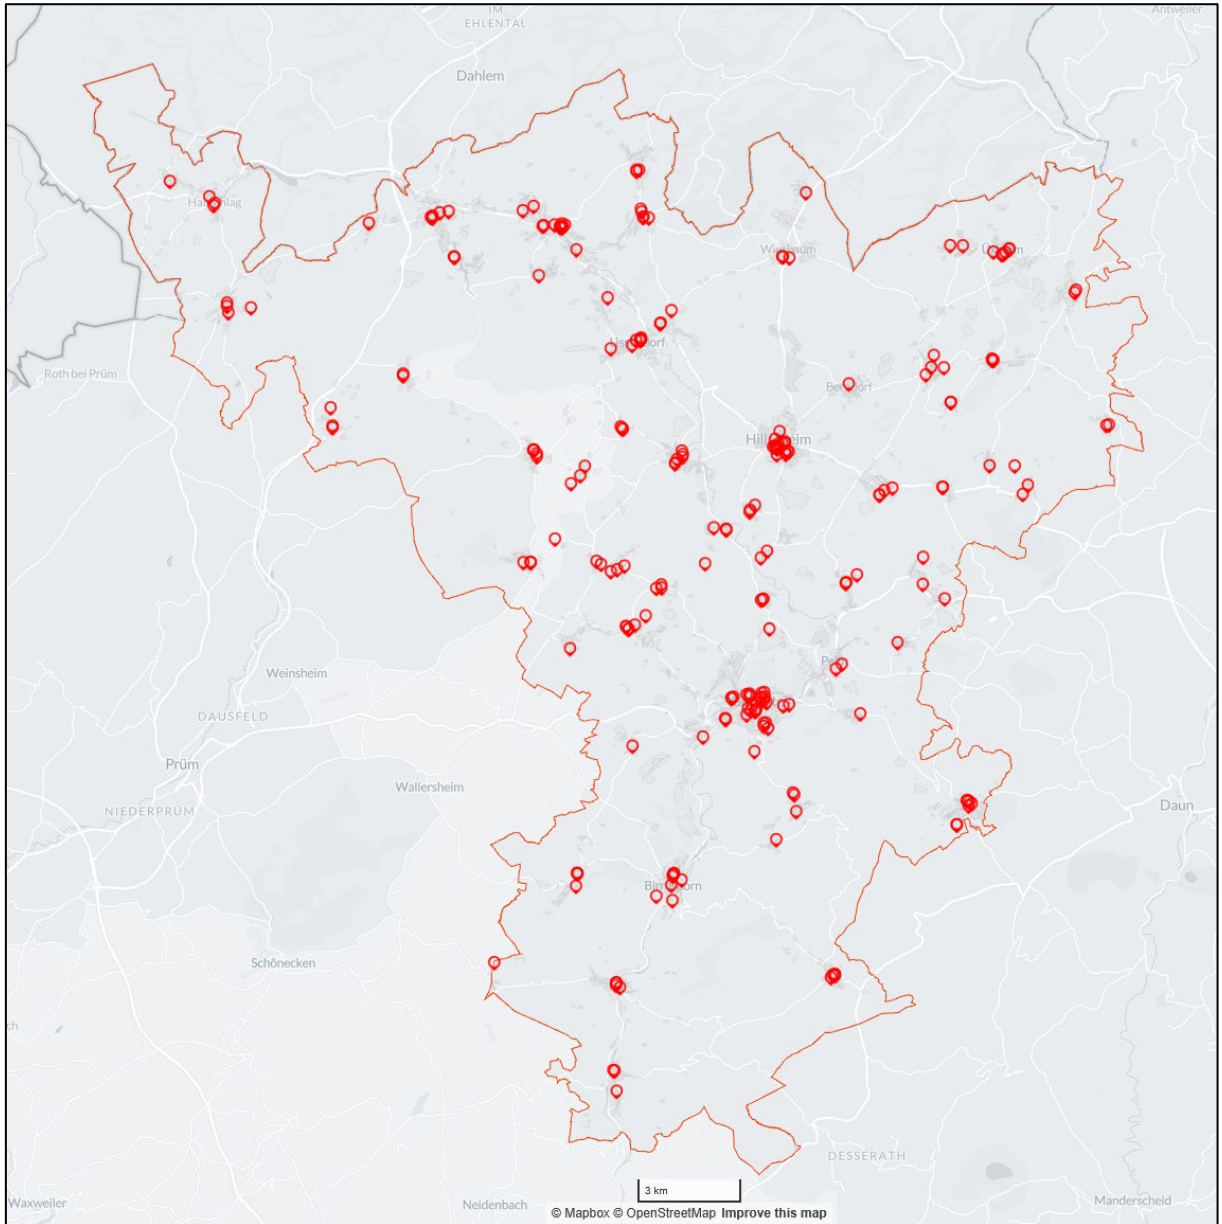 IM
EHLENTAL
Antweiler
Dahlem
Roth bei Prüm
Weinsheim
DAUSFELD
Prüm
NIEDERPRÜM
Wallersheim
Daun
Schönecken
DESSERATH
Waxweiler
Neidenbach
Manderscheid
3 km
© Mapbox © OpenStreetMap Improve this map